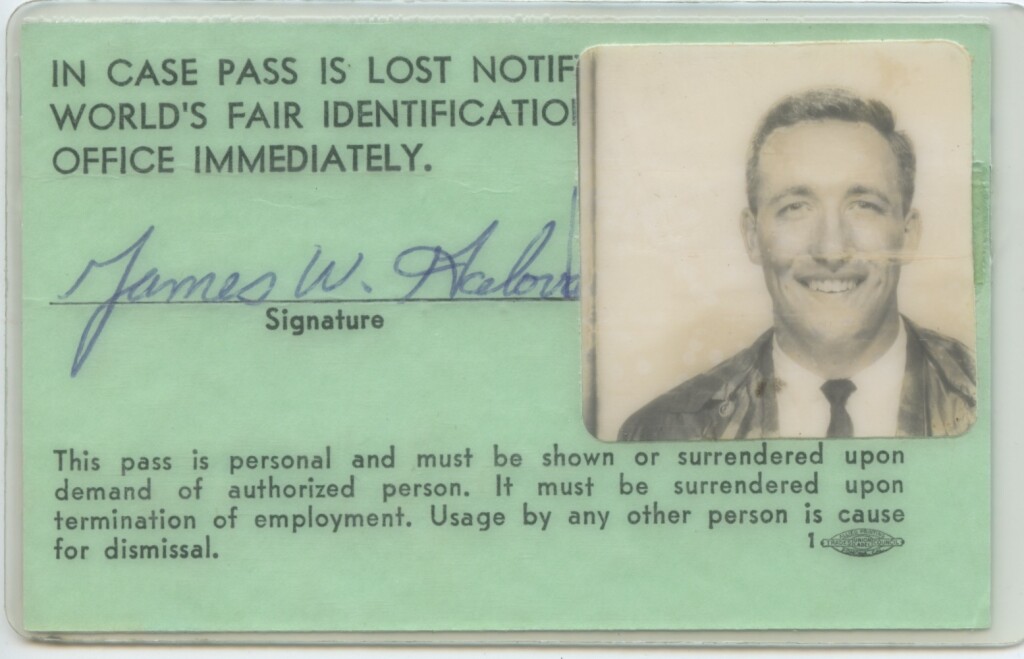 IN CASE PASS IS LOST NOTIF
WORLD'S FAIR IDENTIFICATIO
OFFICE IMMEDIATELY.
James W.
Signature
This pass is personal and must be shown or surrendered upon
demand of authorized person. It must be surrendered upon
termination of employment. Usage by any other person is cause
for dismissal.
1